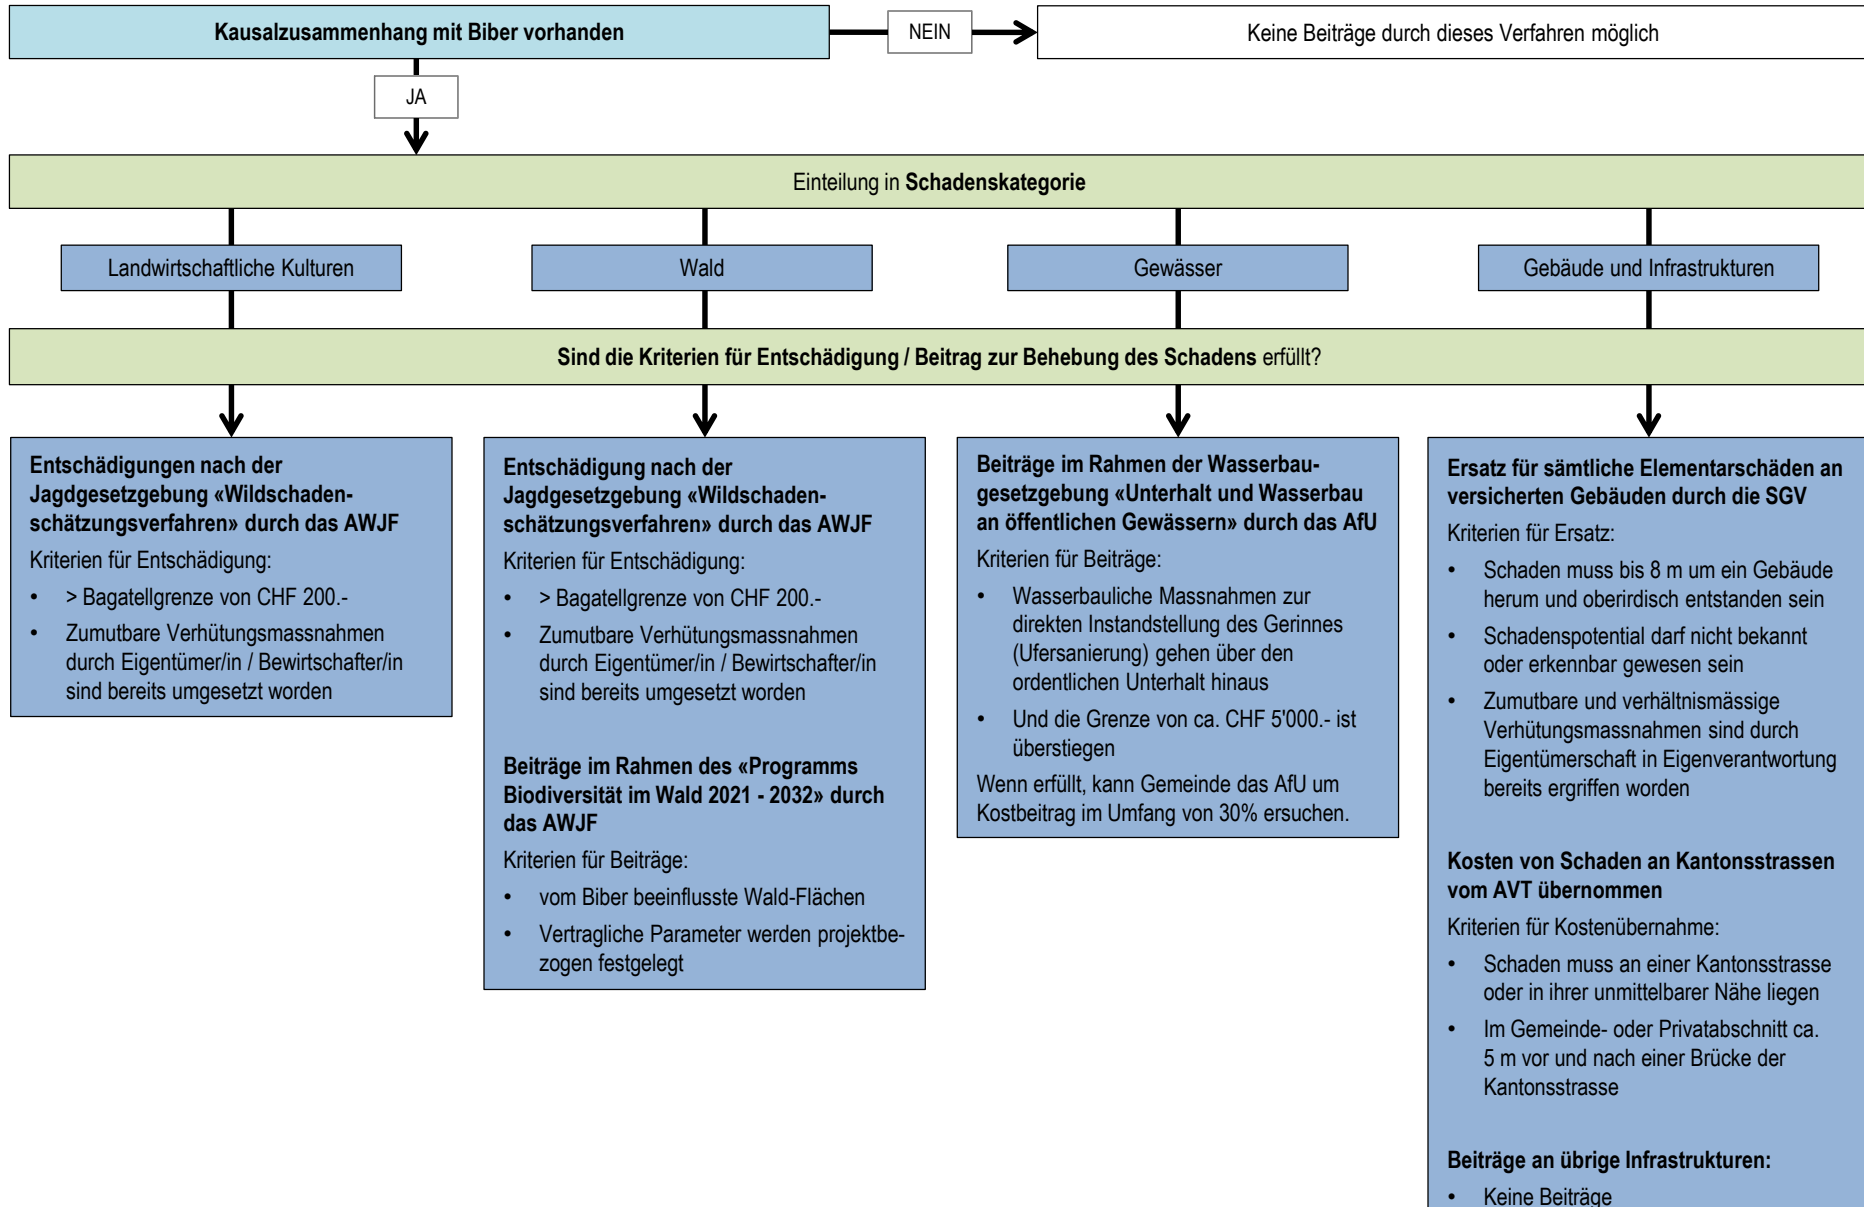 Kausalzusammenhang mit Biber vorhanden
NEIN
Keine Beiträge durch dieses Verfahren möglich
JA
Einteilung in Schadenskategorie
Landwirtschaftliche Kulturen
Wald
Gewässer
Gebäude und Infrastrukturen
Sind die Kriterien für Entschädigung / Beitrag zur Behebung des Schadens erfüllt?
Entschädigungen nach der
Jagdgesetzgebung «Wildschaden-
schätzungsverfahren» durch das AWJF
Kriterien für Entschädigung:
• > Bagatellgrenze von CHF 200.-
• Zumutbare Verhütungsmassnahmen
durch Eigentümer/in / Bewirtschafter/in
sind bereits umgesetzt worden
Entschädigung nach der
Jagdgesetzgebung «Wildschaden-
schätzungsverfahren» durch das AWJF
Kriterien für Entschädigung:
• > Bagatellgrenze von CHF 200.-
• Zumutbare Verhütungsmassnahmen
durch Eigentümer/in / Bewirtschafter/in
sind bereits umgesetzt worden
Beiträge im Rahmen des «Programms
Biodiversität im Wald 2021 - 2032» durch
das AWJF
Kriterien für Beiträge:
• vom Biber beeinflusste Wald-Flächen
• Vertragliche Parameter werden projektbe-
zogen festgelegt
Beiträge im Rahmen der Wasserbau-
gesetzgebung «Unterhalt und Wasserbau
an öffentlichen Gewässern» durch das AfU
Kriterien für Beiträge:
• Wasserbauliche Massnahmen zur
direkten Instandstellung des Gerinnes
(Ufersanierung) gehen über den
ordentlichen Unterhalt hinaus
• Und die Grenze von ca. CHF 5'000.- ist
überstiegen
Wenn erfüllt, kann Gemeinde das AfU um
Kostbeitrag im Umfang von 30% ersuchen.
Ersatz für sämtliche Elementarschäden an
versicherten Gebäuden durch die SGV
Kriterien für Ersatz:
• Schaden muss bis 8 m um ein Gebäude
herum und oberirdisch entstanden sein
• Schadenspotential darf nicht bekannt
oder erkennbar gewesen sein
• Zumutbare und verhältnismässige
Verhütungsmassnahmen sind durch
Eigentümerschaft in Eigenverantwortung
bereits ergriffen worden
Kosten von Schaden an Kantonsstrassen
vom AVT übernommen
Kriterien für Kostenübernahme:
• Schaden muss an einer Kantonsstrasse
oder in ihrer unmittelbarer Nähe liegen
• Im Gemeinde- oder Privatabschnitt ca.
5 m vor und nach einer Brücke der
Kantonsstrasse
Beiträge an übrige Infrastrukturen:
• Keine Beiträge